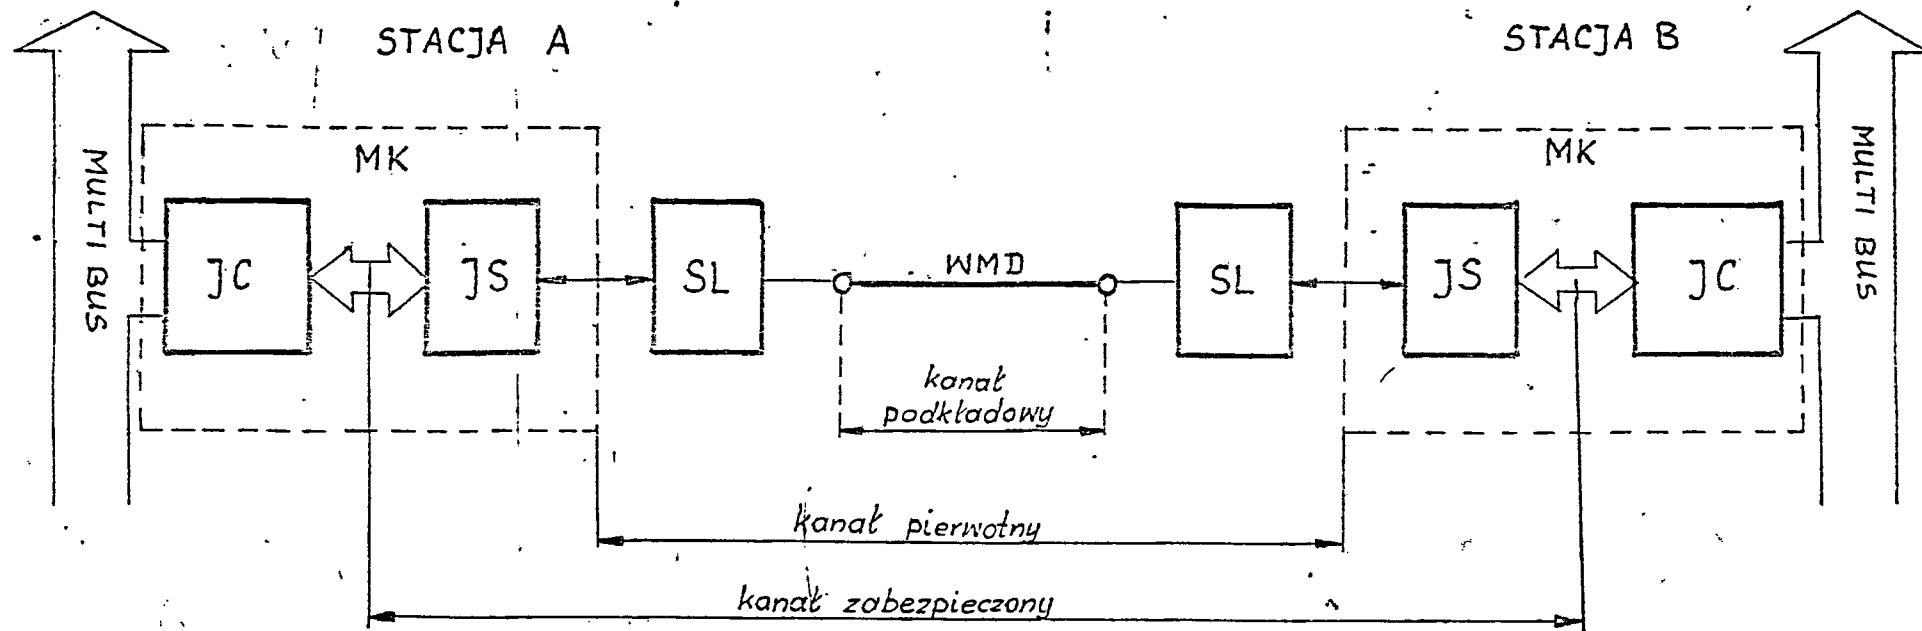 STACJA A
STACJA B
MULTI BUS
MK
JC
JS
SL
WMD
SL
MK
JS
JC
MULTI BUS
kanał
podkładowy
kanał pierwotny
kanał zabezpieczony